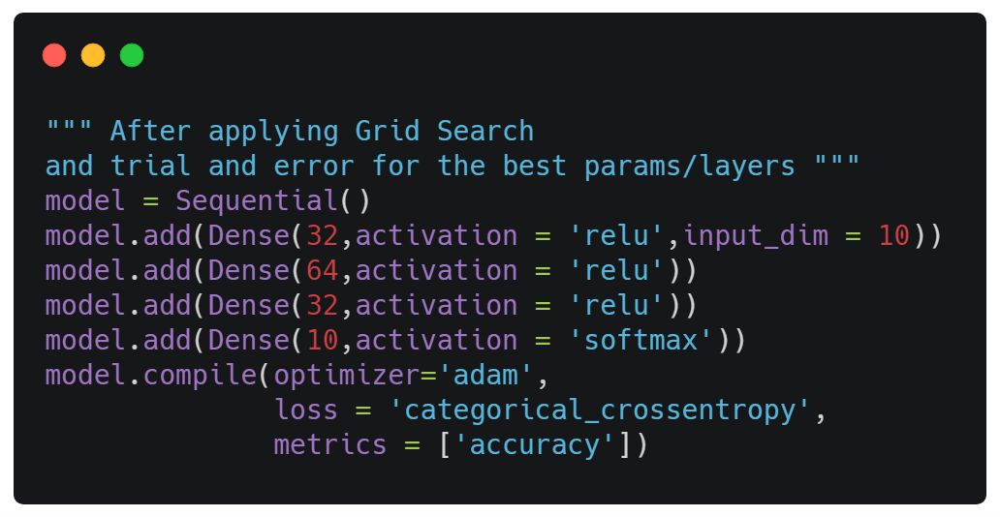 """ After applying Grid Search
and trial and error for the best params/layers """
model = Sequential()
model.add(Dense(32,activation = 'relu',input_dim = 10))
model.add(Dense(64,activation = 'relu'))
model.add(Dense(32,activation = 'relu'))
model.add(Dense(10,activation = 'softmax'))
model.compile(optimizer='adam',
              loss = 'categorical_crossentropy',
              metrics = ['accuracy'])